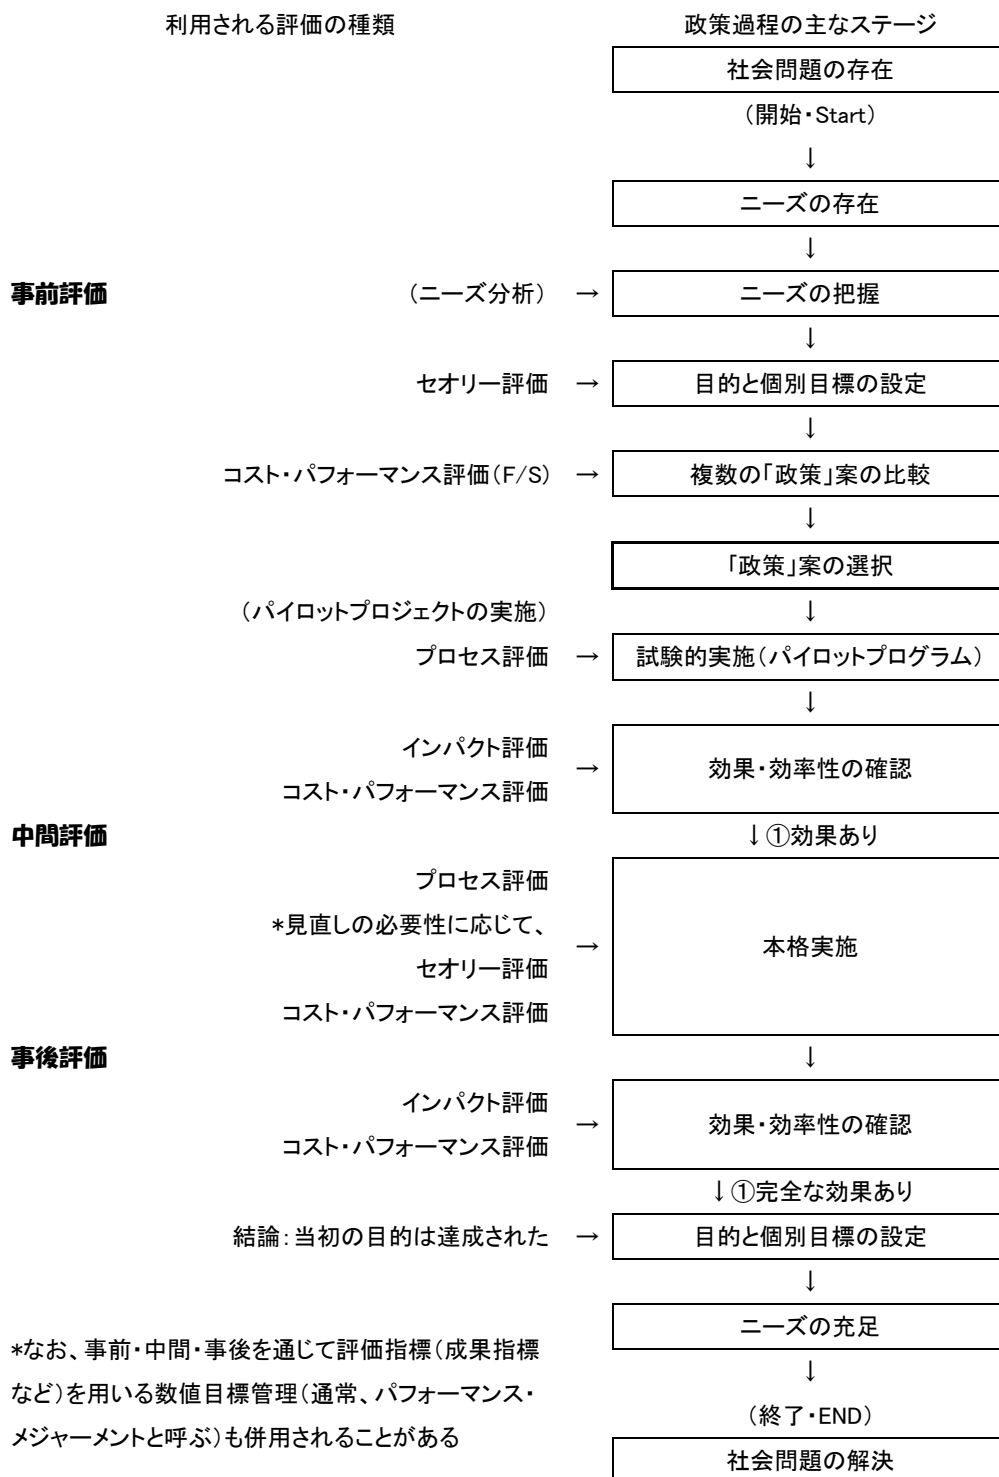 利用される評価の種類 政策過程の主なステージ
社会問題の存在
(開始・Start)
↓
ニーズの存在
↓
事前評価 (ニーズ分析) → ニーズの把握
↓
セオリー評価 → 目的と個別目標の設定
↓
コスト・パフォーマンス評価(F/S) → 複数の「政策」案の比較
↓
「政策」案の選択
(パイロットプロジェクトの実施) ↓
プロセス評価 → 試験的実施(パイロットプログラム)
↓
インパクト評価
コスト・パフォーマンス評価
→ 効果・効率性の確認
中間評価 ↓①効果あり
プロセス評価
*見直しの必要性に応じて、
セオリー評価
コスト・パフォーマンス評価
→ 本格実施
事後評価 ↓
インパクト評価
コスト・パフォーマンス評価
→ 効果・効率性の確認
↓①完全な効果あり
結論:当初の目的は達成された → 目的と個別目標の設定
↓
ニーズの充足
↓
(終了・END)
社会問題の解決
*なお、事前・中間・事後を通じて評価指標(成果指標
など)を用いる数値目標管理(通常、パフォーマンス・
メジャーメントと呼ぶ)も併用されることがある